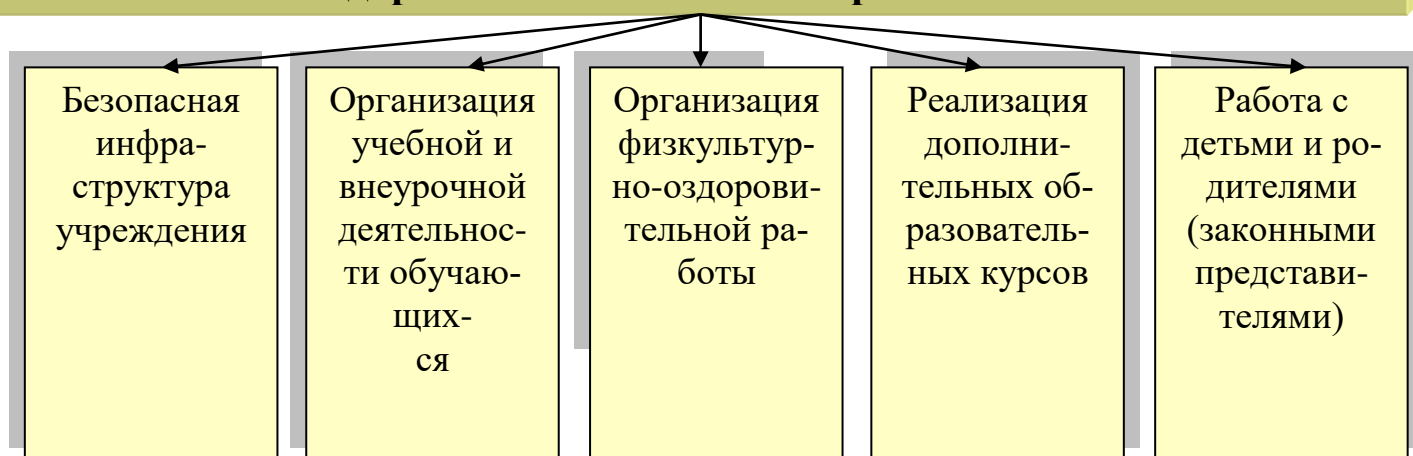 Безопасная
инфра-
структура
учреждения
Организация
учебной и
внеурочной
деятельнос-
ти обучаю-
щих-
ся
Организация
физкультур-
но-оздорови-
тельной ра-
боты
Реализация
дополни-
тельных об-
разователь-
ных курсов
Работа с
детьми и ро-
дителями
(законными
представи-
телями)